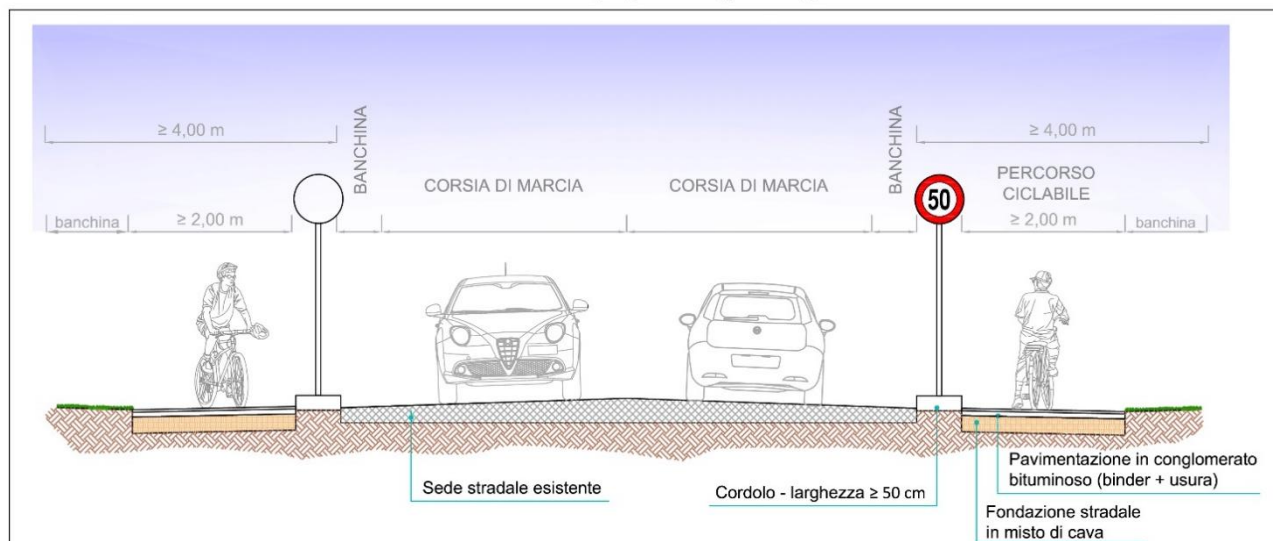 ≥ 4,00 m
≥ 4,00 m
BANCHINA
CORSIA DI MARCIA
CORSIA DI MARCIA
BANCHINA
PERCORSO
CICLABILE
banchina
≥ 2,00 m
50
≥ 2,00 m
banchina
Sede stradale esistente
Cordolo - larghezza ≥ 50 cm
Pavimentazione in conglomerato
bituminoso (binder + usura)
Fondazione stradale
in misto di cava